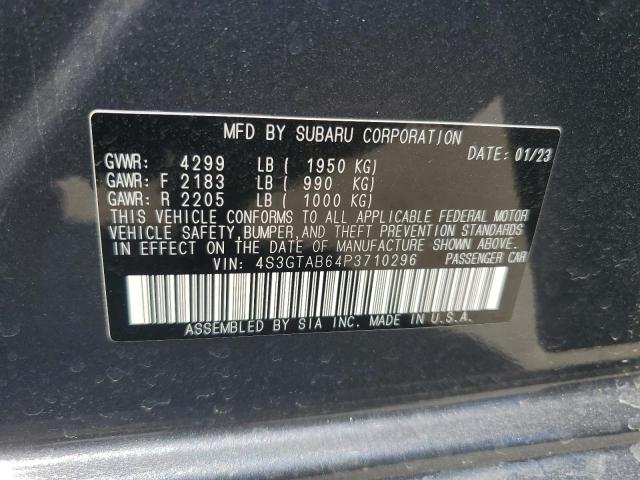 MFD BY SUBARU CORPORATION
GVWR: 4299 LB ( 1950 KG) DATE: 01/23
GAWR: F 2183 LB ( 990 KG)
GAWR: R 2205 LB ( 1000 KG)
THIS VEHICLE CONFORMS TO ALL APPLICABLE FEDERAL MOTOR
VEHICLE SAFETY, BUMPER, AND THEFT PREVENTION STANDARDS
IN EFFECT ON THE DATE OF MANUFACTURE SHOWN ABOVE.
VIN: 4S3GTAB64P3710296 PASSENGER CAR
ASSEMBLED BY SIA INC. MADE IN U.S.A.